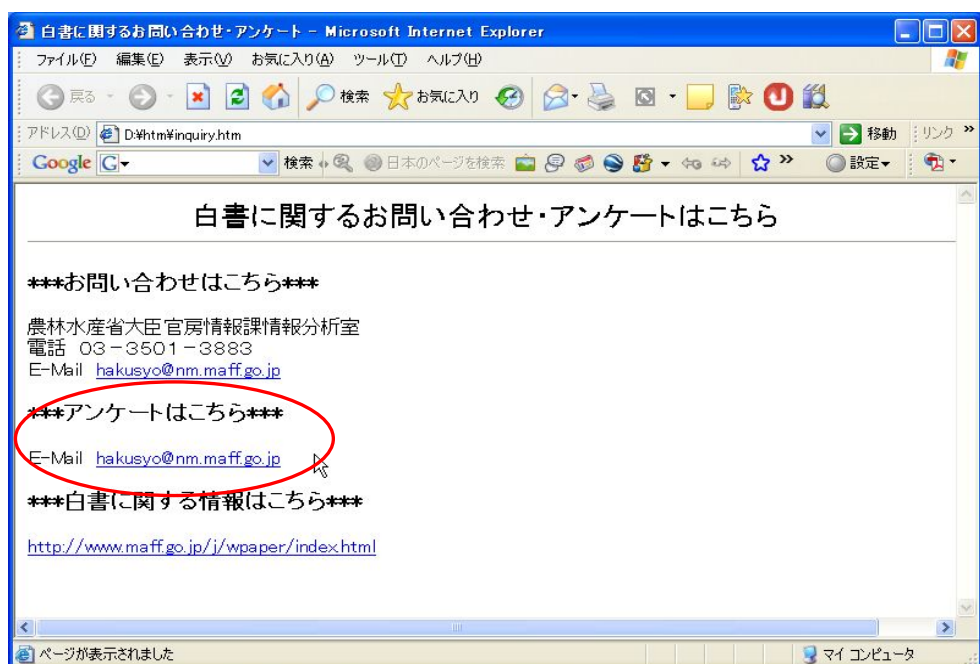 白書に関するお問い合わせ・アンケート - Microsoft Internet Explorer
ファイル(F) 編集(E) 表示(V) お気に入り(A) ツール(T) ヘルプ(H)
戻る 検索 お気に入り
アドレス(D) D:¥htm¥inquiry.htm 移動 リンク »
Google G 検索 日本のページを検索 » 設定
白書に関するお問い合わせ・アンケートはこちら
***お問い合わせはこちら***
農林水産省大臣官房情報課情報分析室
電話 03-3501-3883
E-Mail hakusyo@nm.maff.go.jp
***アンケートはこちら***
E-Mail hakusyo@nm.maff.go.jp
***白書に関する情報はこちら***
http://www.maff.go.jp/j/wpaper/index.html
ページが表示されました マイ コンピュータ